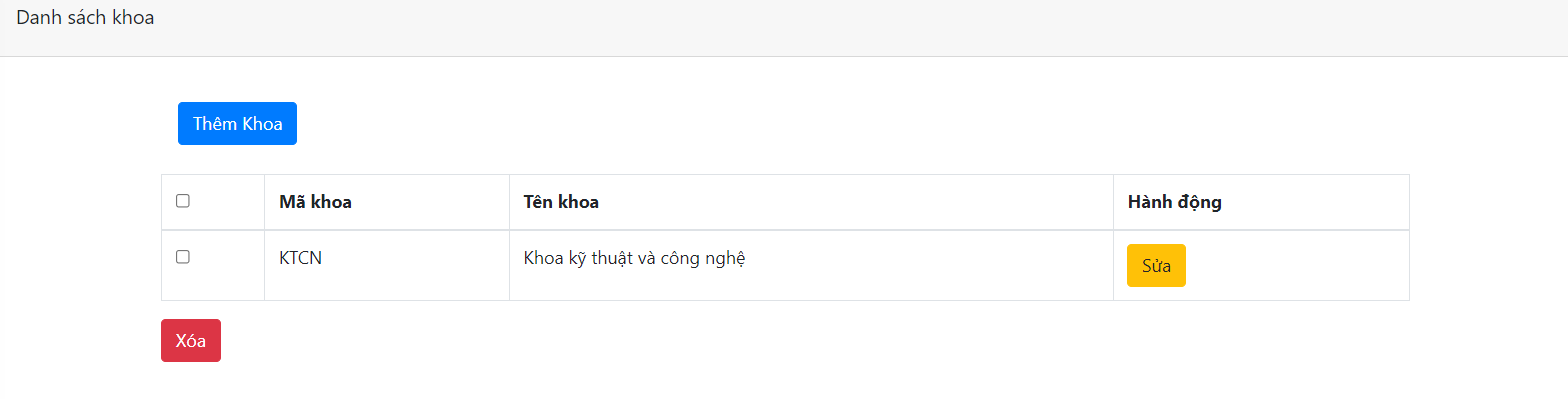 Danh sách khoa
Thêm Khoa
Mã khoa Tên khoa Hành động
KTCN Khoa kỹ thuật và công nghệ Sửa
Xóa